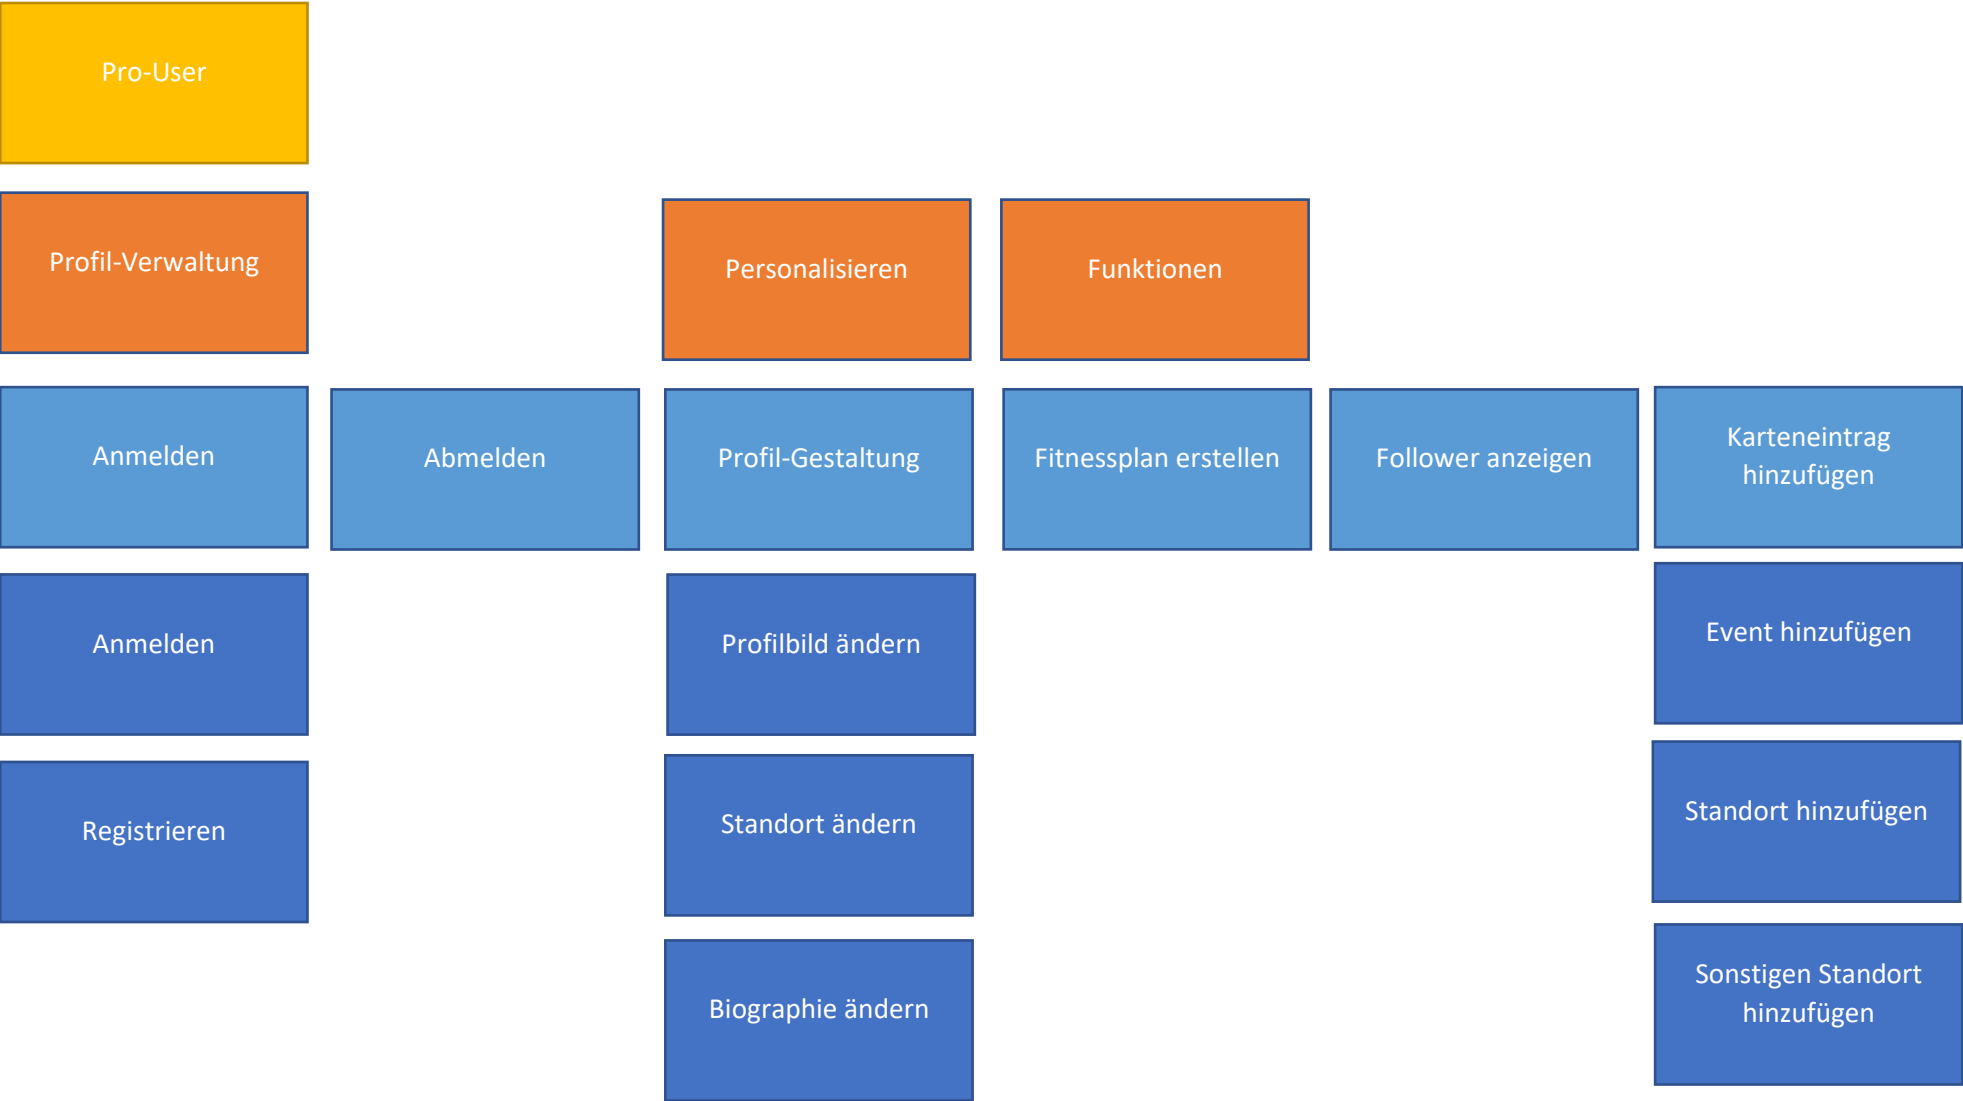 Pro-User
Profil-Verwaltung
Personalisieren
Funktionen
Anmelden
Abmelden
Profil-Gestaltung
Fitnessplan erstellen
Follower anzeigen
Karteneintrag
hinzufügen
Anmelden
Profilbild ändern
Event hinzufügen
Registrieren
Standort ändern
Standort hinzufügen
Biographie ändern
Sonstigen Standort
hinzufügen